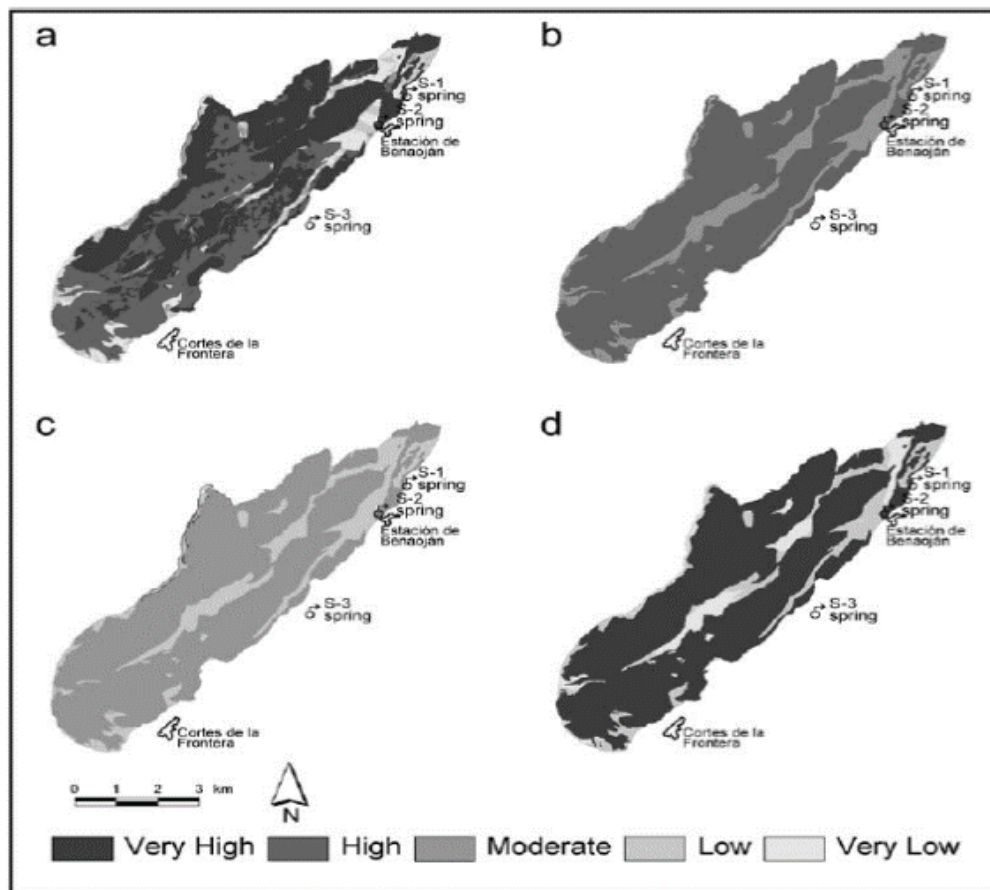 a
S-1
spring
S-2
spring
Estación de
Benaoján
S-3
spring
Cortes de la
Frontera
b
S-1
spring
S-2
spring
Estación de
Benaoján
S-3
spring
Cortes de la
Frontera
c
S-1
spring
S-2
spring
Estación de
Benaoján
S-3
spring
Cortes de la
Frontera
d
S-1
spring
S-2
spring
Estación de
Benaoján
S-3
spring
Cortes de la
Frontera
0 1 2 3 km
N
Very High High Moderate Low Very Low